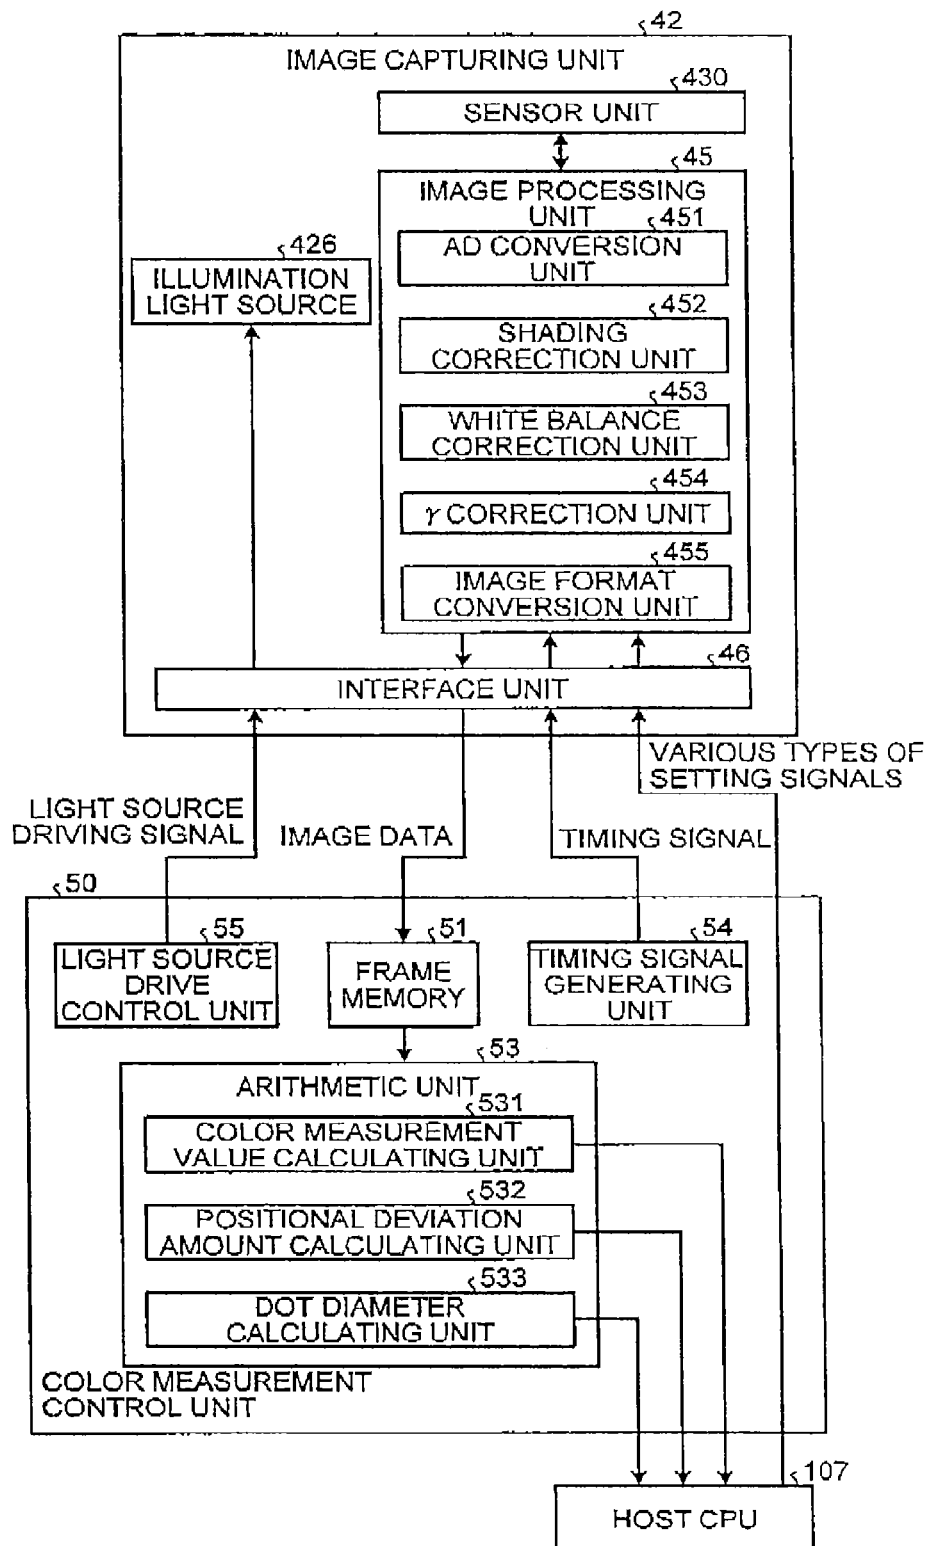 42
IMAGE CAPTURING UNIT
430
SENSOR UNIT
45
IMAGE PROCESSING
UNIT
451
AD CONVERSION
UNIT
426
ILLUMINATION
LIGHT SOURCE
452
SHADING
CORRECTION UNIT
453
WHITE BALANCE
CORRECTION UNIT
454
γ CORRECTION UNIT
455
IMAGE FORMAT
CONVERSION UNIT
46
INTERFACE UNIT
VARIOUS TYPES OF
SETTING SIGNALS
LIGHT SOURCE
DRIVING SIGNAL
IMAGE DATA
TIMING SIGNAL
50
55
LIGHT SOURCE
DRIVE
CONTROL UNIT
51
FRAME
MEMORY
54
TIMING SIGNAL
GENERATING
UNIT
53
ARITHMETIC UNIT
531
COLOR MEASUREMENT
VALUE CALCULATING UNIT
532
POSITIONAL DEVIATION
AMOUNT CALCULATING UNIT
533
DOT DIAMETER
CALCULATING UNIT
COLOR MEASUREMENT
CONTROL UNIT
107
HOST CPU